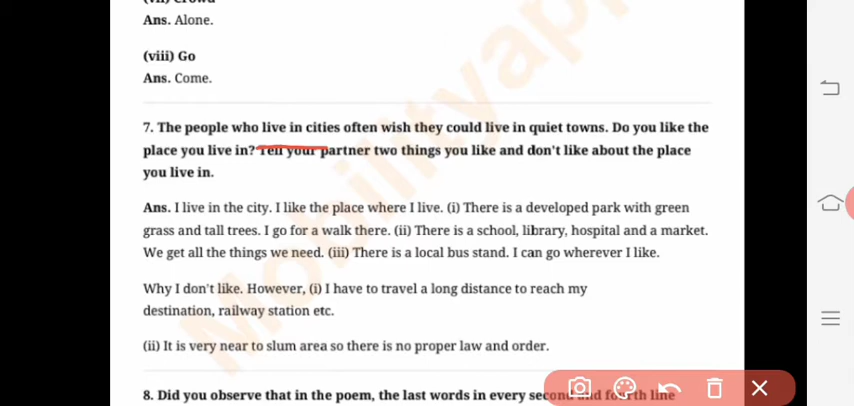 Ans. Alone.
(viii) Go
Ans. Come.
7. The people who live in cities often wish they could live in quiet towns. Do you like the
place you live in? Tell your partner two things you like and don't like about the place
you live in.
Ans. I live in the city. I like the place where I live. (i) There is a developed park with green
grass and tall trees. I go for a walk there. (ii) There is a school, library, hospital and a market.
We get all the things we need. (iii) There is a local bus stand. I can go wherever I like.
Why I don't like. However, (i) I have to travel a long distance to reach my
destination, railway station etc.
(ii) It is very near to slum area so there is no proper law and order.
8. Did you observe that in the poem, the last words in every second and fourth line